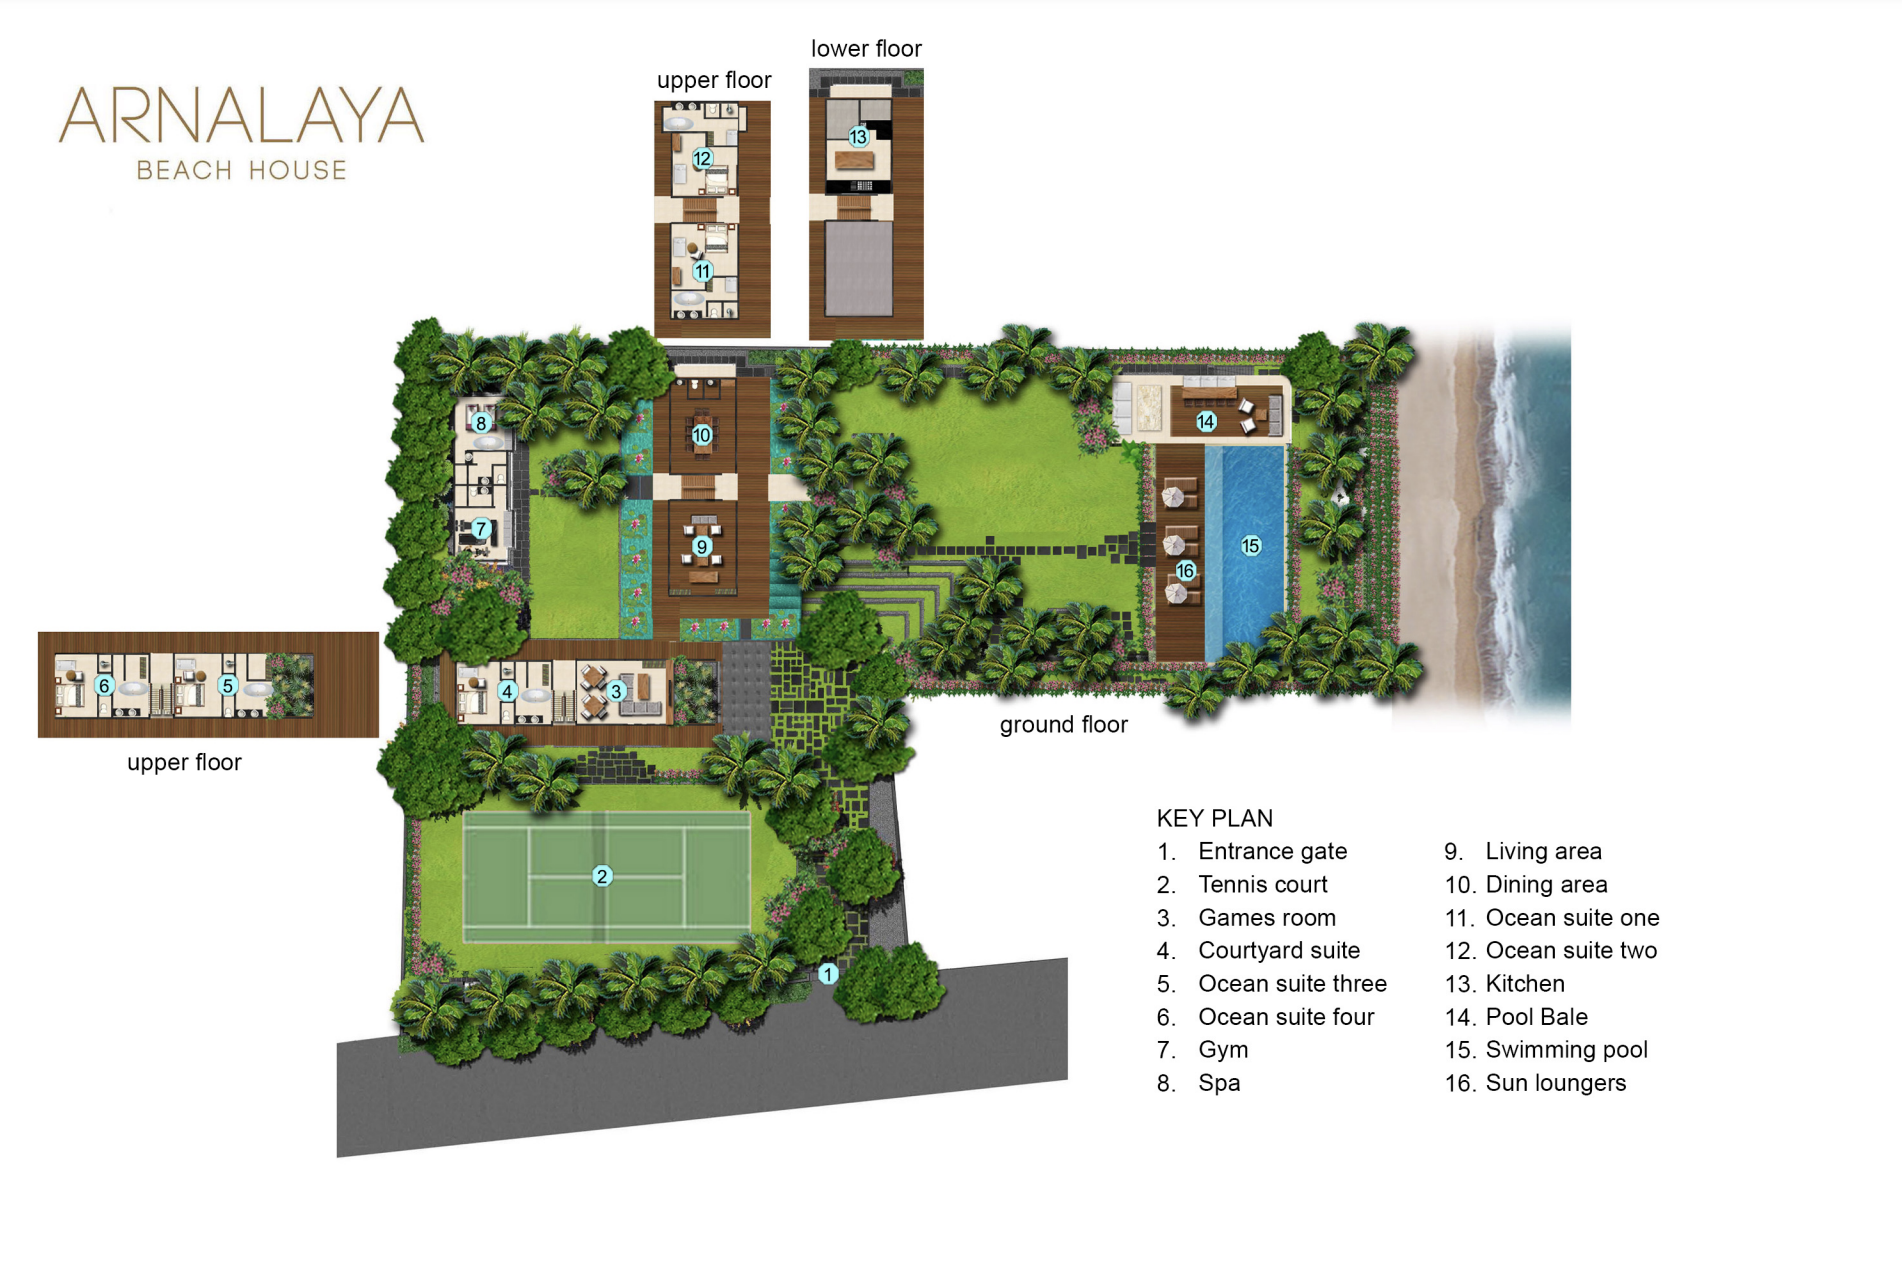 ARNALAYA
BEACH HOUSE
lower floor
upper floor
13
12
11
8
10
14
7
9
15
16
6
5
4
3
upper floor
ground floor
2
1
KEY PLAN
1. Entrance gate
2. Tennis court
3. Games room
4. Courtyard suite
5. Ocean suite three
6. Ocean suite four
7. Gym
8. Spa
9. Living area
10. Dining area
11. Ocean suite one
12. Ocean suite two
13. Kitchen
14. Pool Bale
15. Swimming pool
16. Sun loungers